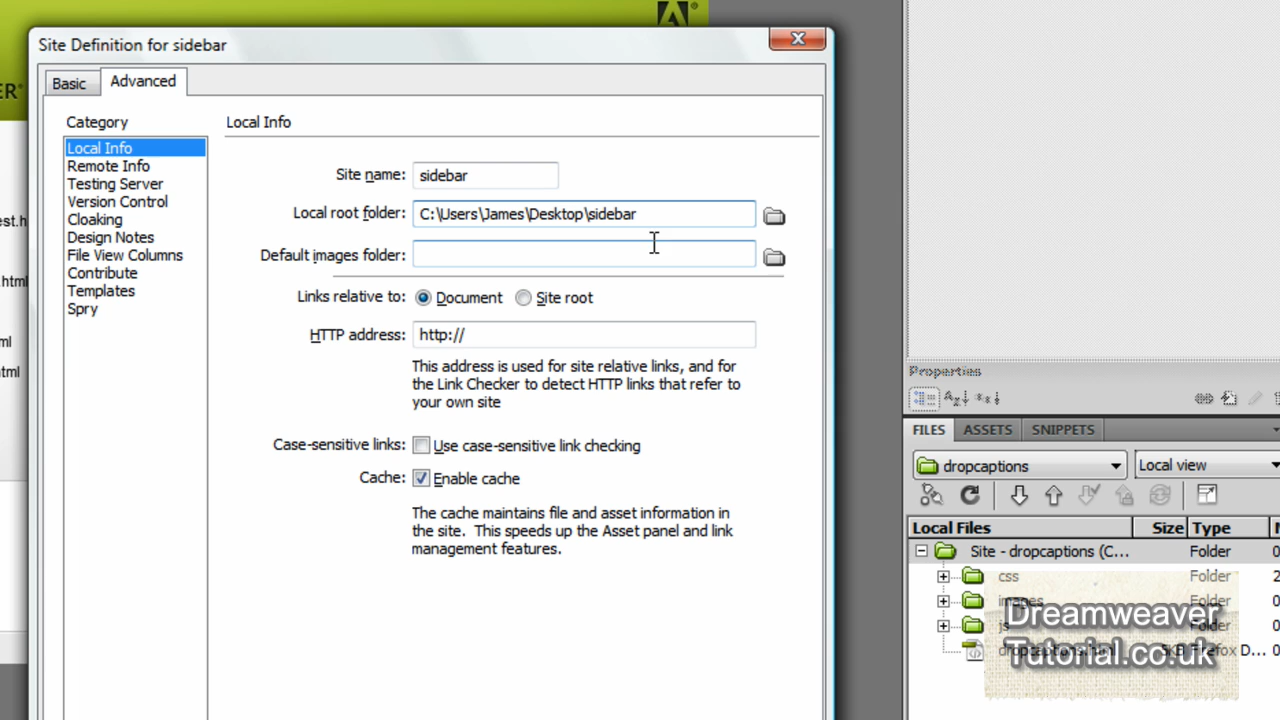 Site Definition for sidebar
Basic
Advanced
Category
Local Info
Remote Info
Testing Server
Version Control
Cloaking
Design Notes
File View Columns
Contribute
Templates
Spry
Local Info
Site name: sidebar
Local root folder: C:\Users\James\Desktop\sidebar
Default images folder:
Links relative to: Document Site root
HTTP address: http://
This address is used for site relative links, and for
the Link Checker to detect HTTP links that refer to
your own site
Case-sensitive links: Use case-sensitive link checking
Cache: Enable cache
The cache maintains file and asset information in
the site. This speeds up the Asset panel and link
management features.
Properties
FILES ASSETS SNIPPETS
dropcaptions Local view
Local Files Size Type
Site - dropcaptions (C... Folder
css Folder
images Folder
js Folder
dropcaptions.html 5KB Firefox D...
Dreamweaver
Tutorial.co.uk